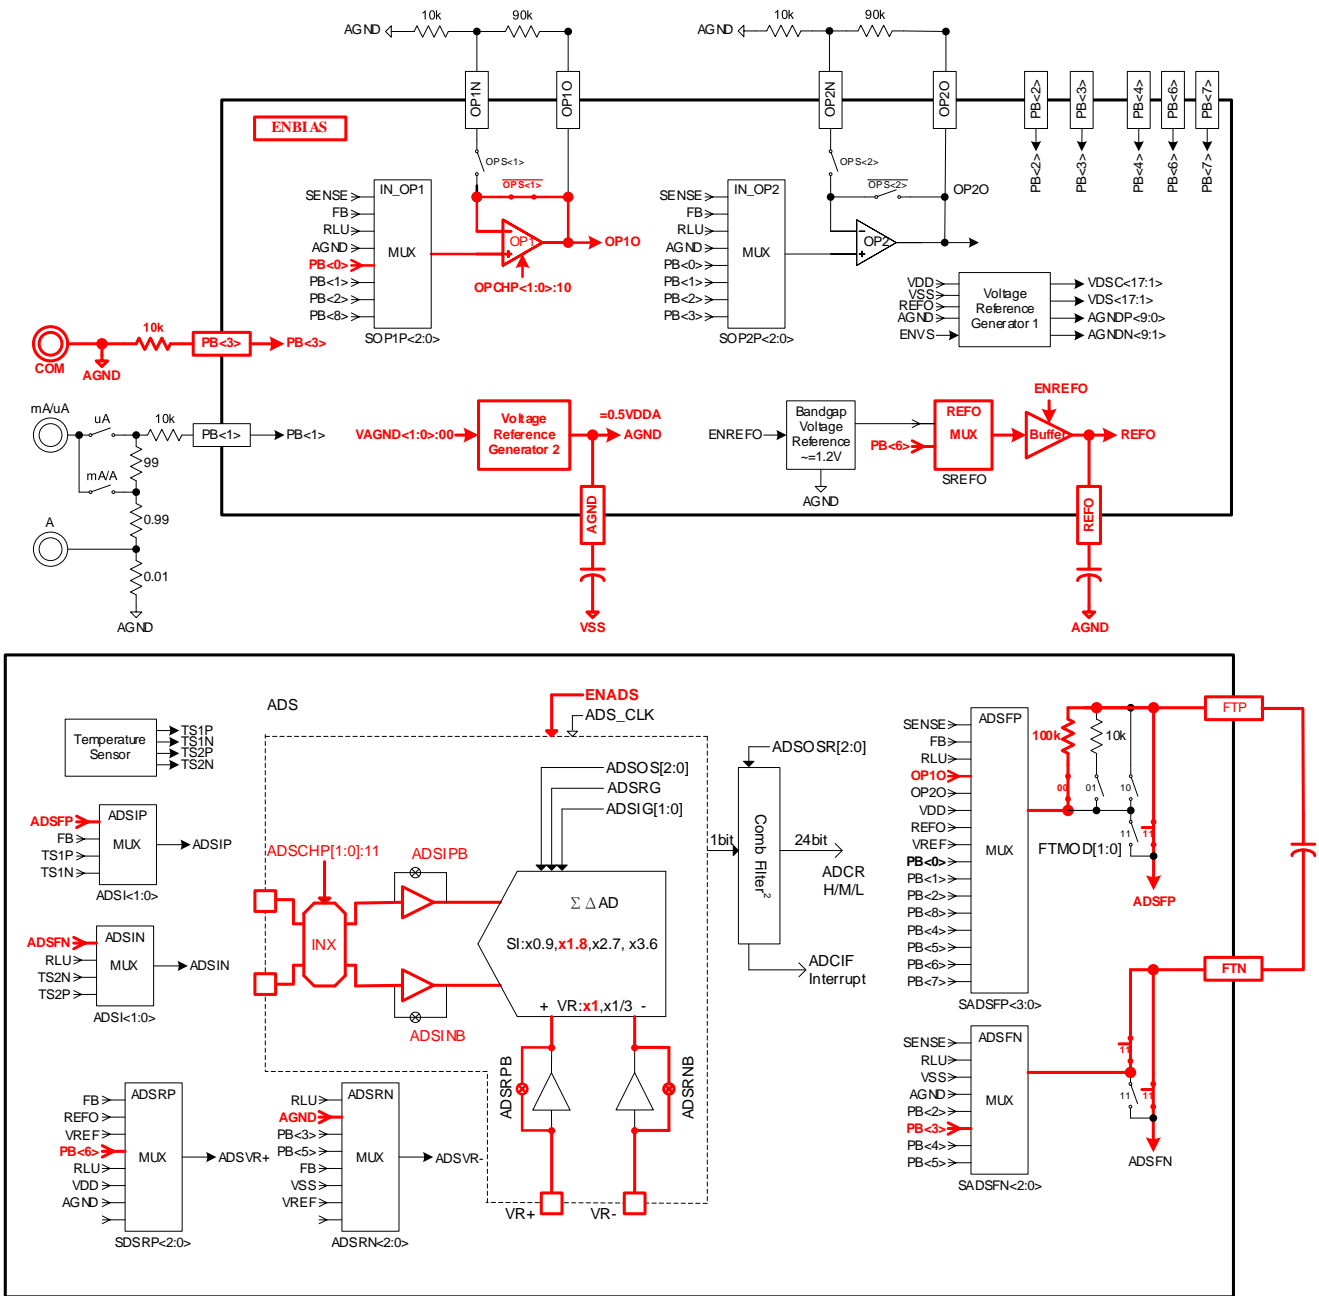 10k
90k
AGND
OP1N
OP1O
10k
90k
AGND
OP2N
OP2O
PB<2>
PB<3>
PB<4>
PB<6>
PB<7>
PB<2>
PB<3>
PB<4>
PB<6>
PB<7>
ENBIAS
OPS<1>
OPS<1>
IN_OP1
SENSE
FB
RLU
AGND
PB<0>
PB<1>
PB<2>
PB<8>
MUX
SOP1P<2:0>
OP1
OP1O
OPCHP<1:0>:10
OPS<2>
OPS<2>
OP2O
IN_OP2
SENSE
FB
RLU
AGND
PB<0>
PB<1>
PB<2>
PB<3>
MUX
SOP2P<2:0>
OP2
VDD
VSS
REFO
AGND
ENVS
Voltage
Reference
Generator 1
VDSC<17:1>
VDS<17:1>
AGNDP<9:0>
AGNDN<9:1>
COM
AGND
10k
PB<3>
PB<3>
mA/uA
uA
10k
PB<1>
PB<1>
99
mA/A
0.99
A
0.01
AGND
VAGND<1:0>:00
Voltage
Reference
Generator 2
=0.5VDDA
AGND
AGND
VSS
ENREFO
Bandgap
Voltage
Reference
~=1.2V
AGND
PB<6>
REFO
MUX
SREFO
ENREFO
Buffer
REFO
REFO
AGND
ADS
ENADS
ADS_CLK
Temperature
Sensor
TS1P
TS1N
TS2P
TS2N
ADSIP
ADSFP
FB
TS1P
TS1N
MUX
ADSIP
ADSI<1:0>
ADSIN
ADSFN
RLU
TS2N
TS2P
MUX
ADSIN
ADSI<1:0>
ADSCHP[1:0]:11
INX
ADSIPB
ADSINB
ADSOS[2:0]
ADSRG
ADSIG[1:0]
Σ Δ AD
SI:x0.9,x1.8,x2.7, x3.6
+ VR:x1,x1/3 -
ADSRPB
ADSRNB
VR+
VR-
1bit
ADSOSR[2:0]
Comb Filter²
24bit
ADCR
H/M/L
ADCIF
Interrupt
ADSRP
FB
REFO
VREF
PB<6>
RLU
VDD
AGND
MUX
ADSVR+
SDSRP<2:0>
ADSRN
RLU
AGND
PB<3>
PB<5>
FB
VSS
VREF
MUX
ADSVR-
ADSRN<2:0>
ADSFP
SENSE
FB
RLU
OP1O
OP2O
VDD
REFO
VREF
PB<0>
PB<1>
PB<2>
PB<8>
PB<4>
PB<5>
PB<6>
PB<7>
MUX
SADSFP<3:0>
100k
10k
00
01
10
11
11
FTMOD[1:0]
ADSFP
FTP
FTN
ADSFN
SENSE
RLU
VSS
AGND
PB<2>
PB<3>
PB<4>
PB<5>
MUX
SADSFN<2:0>
11
11
11
ADSFN